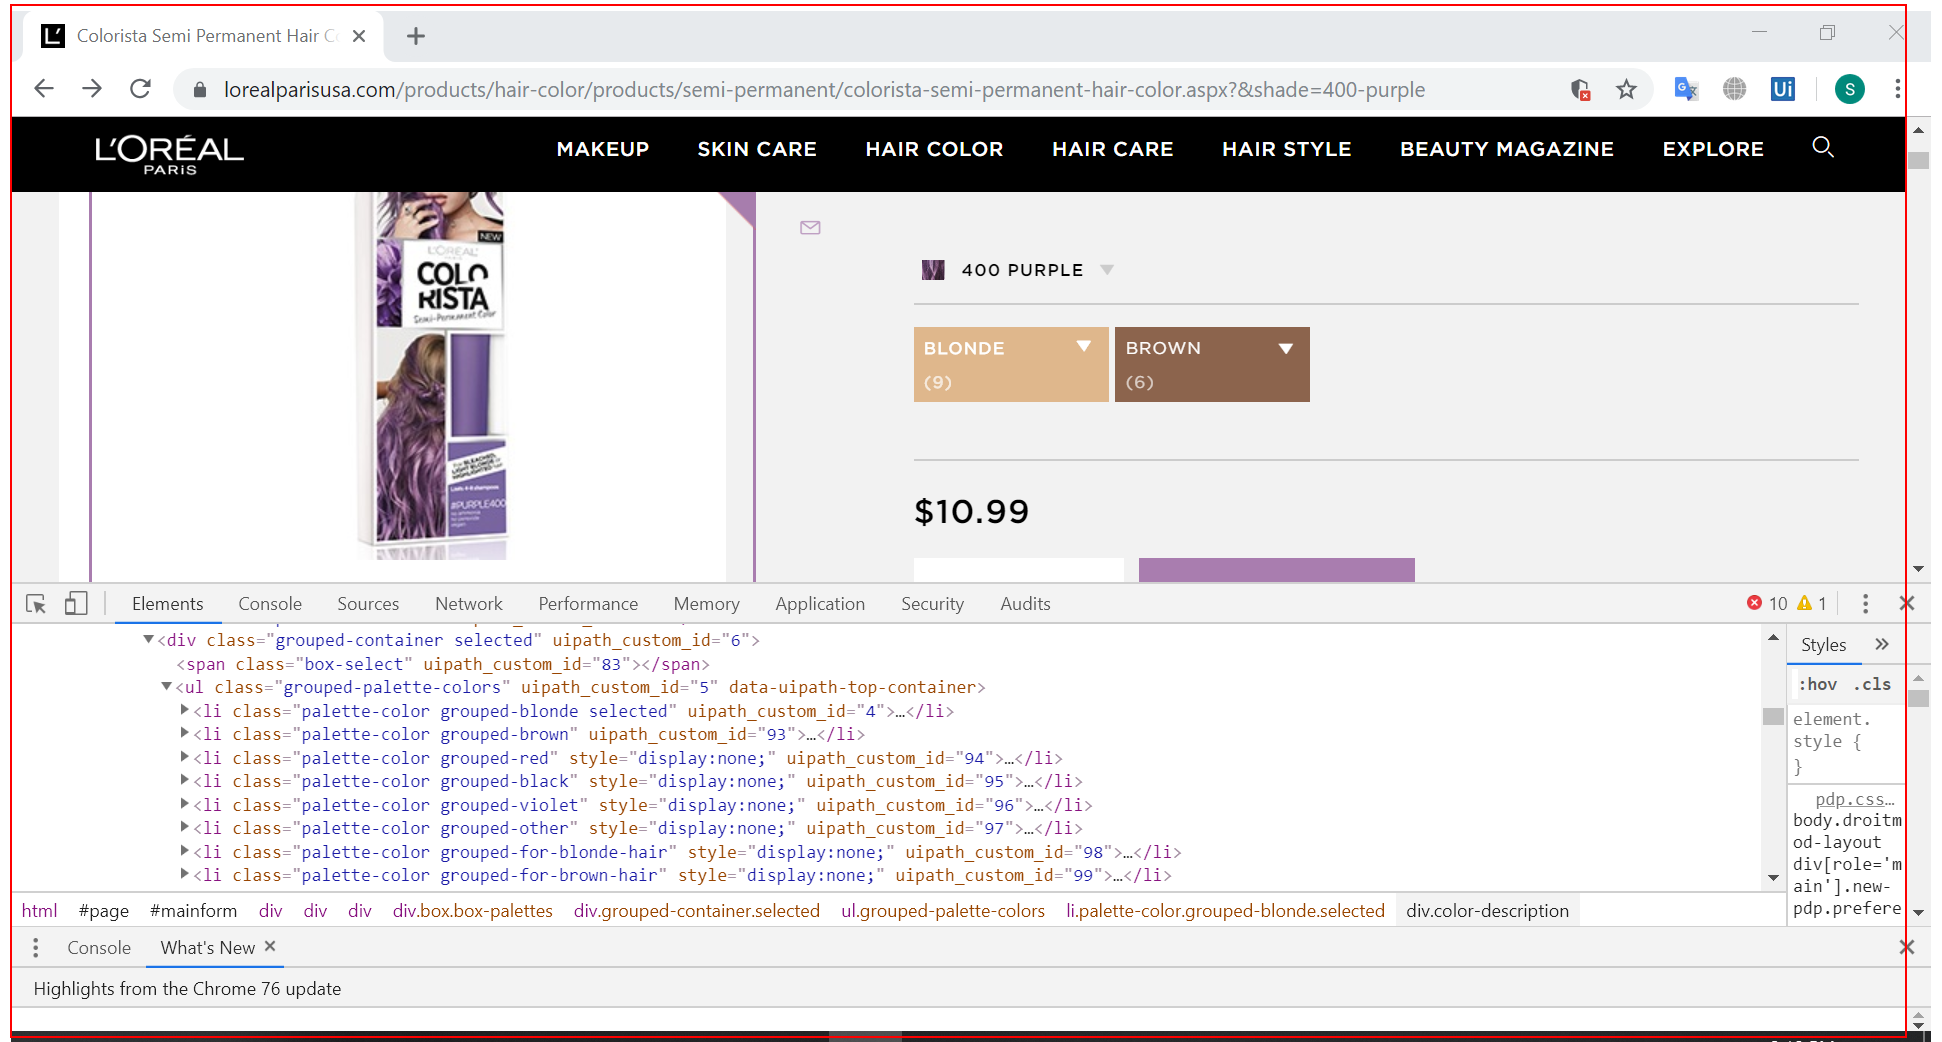 L’ Colorista Semi Permanent Hair C
lorealparisusa.com/products/hair-color/products/semi-permanent/colorista-semi-permanent-hair-color.aspx?&shade=400-purple
Ui
S
L'ORÉAL
PARIS
MAKEUP SKIN CARE HAIR COLOR HAIR CARE HAIR STYLE BEAUTY MAGAZINE EXPLORE
NEW
L'ORÉAL
COLO
RISTA
Semi-Permanent Color
FOR BLEACHED,
LIGHT BLONDE OR
HIGHLIGHTED
#PURPLE400
400 PURPLE
BLONDE
(9)
BROWN
(6)
$10.99
Elements Console Sources Network Performance Memory Application Security Audits 10 1
<div class="grouped-container selected" uipath_custom_id="6">
<span class="box-select" uipath_custom_id="83"></span>
<ul class="grouped-palette-colors" uipath_custom_id="5" data-uipath-top-container>
<li class="palette-color grouped-blonde selected" uipath_custom_id="4">…</li>
<li class="palette-color grouped-brown" uipath_custom_id="93">…</li>
<li class="palette-color grouped-red" style="display:none;" uipath_custom_id="94">…</li>
<li class="palette-color grouped-black" style="display:none;" uipath_custom_id="95">…</li>
<li class="palette-color grouped-violet" style="display:none;" uipath_custom_id="96">…</li>
<li class="palette-color grouped-other" style="display:none;" uipath_custom_id="97">…</li>
<li class="palette-color grouped-for-blonde-hair" style="display:none;" uipath_custom_id="98">…</li>
<li class="palette-color grouped-for-brown-hair" style="display:none;" uipath_custom_id="99">…</li>
Styles »
:hov .cls
element.
style {
}
pdp.css…
body.droitm
od-layout
div[role='m
ain'].new-
pdp.prefere
html #page #mainform div div div div.box.box-palettes div.grouped-container.selected ul.grouped-palette-colors li.palette-color.grouped-blonde.selected div.color-description
Console What's New
Highlights from the Chrome 76 update